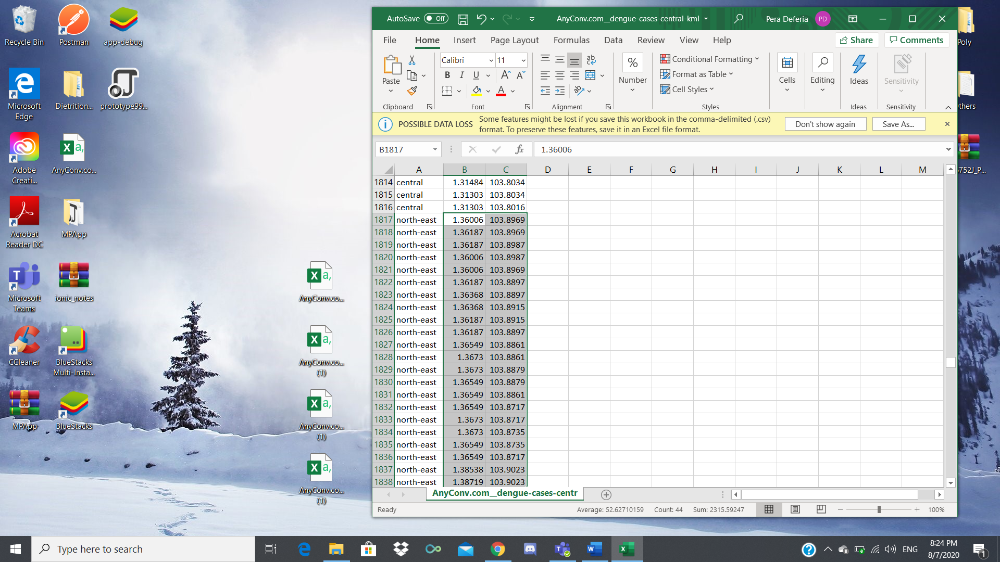 Recycle Bin
Postman
app-debug
Microsoft
Edge
Dietrition...
prototype99...
Adobe
Creati...
AnyConv.co...
Acrobat
Reader DC
MPApp
Microsoft
Teams
ionic_notes
CCleaner
BlueStacks
Multi-Insta...
MPApp
BlueStacks
AnyConv.co...
AnyConv.co...
(1)
AnyConv.co...
(1)
AnyConv.co...
(1)
Poly
thers
752J_P...
AutoSave Off
AnyConv.com__dengue-cases-central-kml
Pera Deferia PD
File Home Insert Page Layout Formulas Data Review View Help Share Comments
Paste
Clipboard
Calibri 11
B I U
Font
Alignment
% Number
Conditional Formatting
Format as Table
Cell Styles
Styles
Cells
Editing
Ideas
Ideas
Sensitivity
Sensitivity
POSSIBLE DATA LOSS
Some features might be lost if you save this workbook in the comma-delimited (.csv)
format. To preserve these features, save it in an Excel file format.
Don't show again
Save As...
B1817 fx 1.36006
A B C D E F G H I J K L M
1814 central 1.31484 103.8034
1815 central 1.31303 103.8034
1816 central 1.31303 103.8016
1817 north-east 1.36006 103.8969
1818 north-east 1.36187 103.8969
1819 north-east 1.36187 103.8987
1820 north-east 1.36006 103.8987
1821 north-east 1.36006 103.8969
1822 north-east 1.36187 103.8897
1823 north-east 1.36368 103.8897
1824 north-east 1.36368 103.8915
1825 north-east 1.36187 103.8915
1826 north-east 1.36187 103.8897
1827 north-east 1.36549 103.8861
1828 north-east 1.3673 103.8861
1829 north-east 1.3673 103.8879
1830 north-east 1.36549 103.8879
1831 north-east 1.36549 103.8861
1832 north-east 1.36549 103.8717
1833 north-east 1.3673 103.8717
1834 north-east 1.3673 103.8735
1835 north-east 1.36549 103.8735
1836 north-east 1.36549 103.8717
1837 north-east 1.38538 103.9023
1838 north-east 1.38719 103.9023
AnyConv.com__dengue-cases-centr
Ready
Average: 52.62710159 Count: 44 Sum: 2315.59247
100%
Type here to search
ENG
8:24 PM
8/7/2020
1